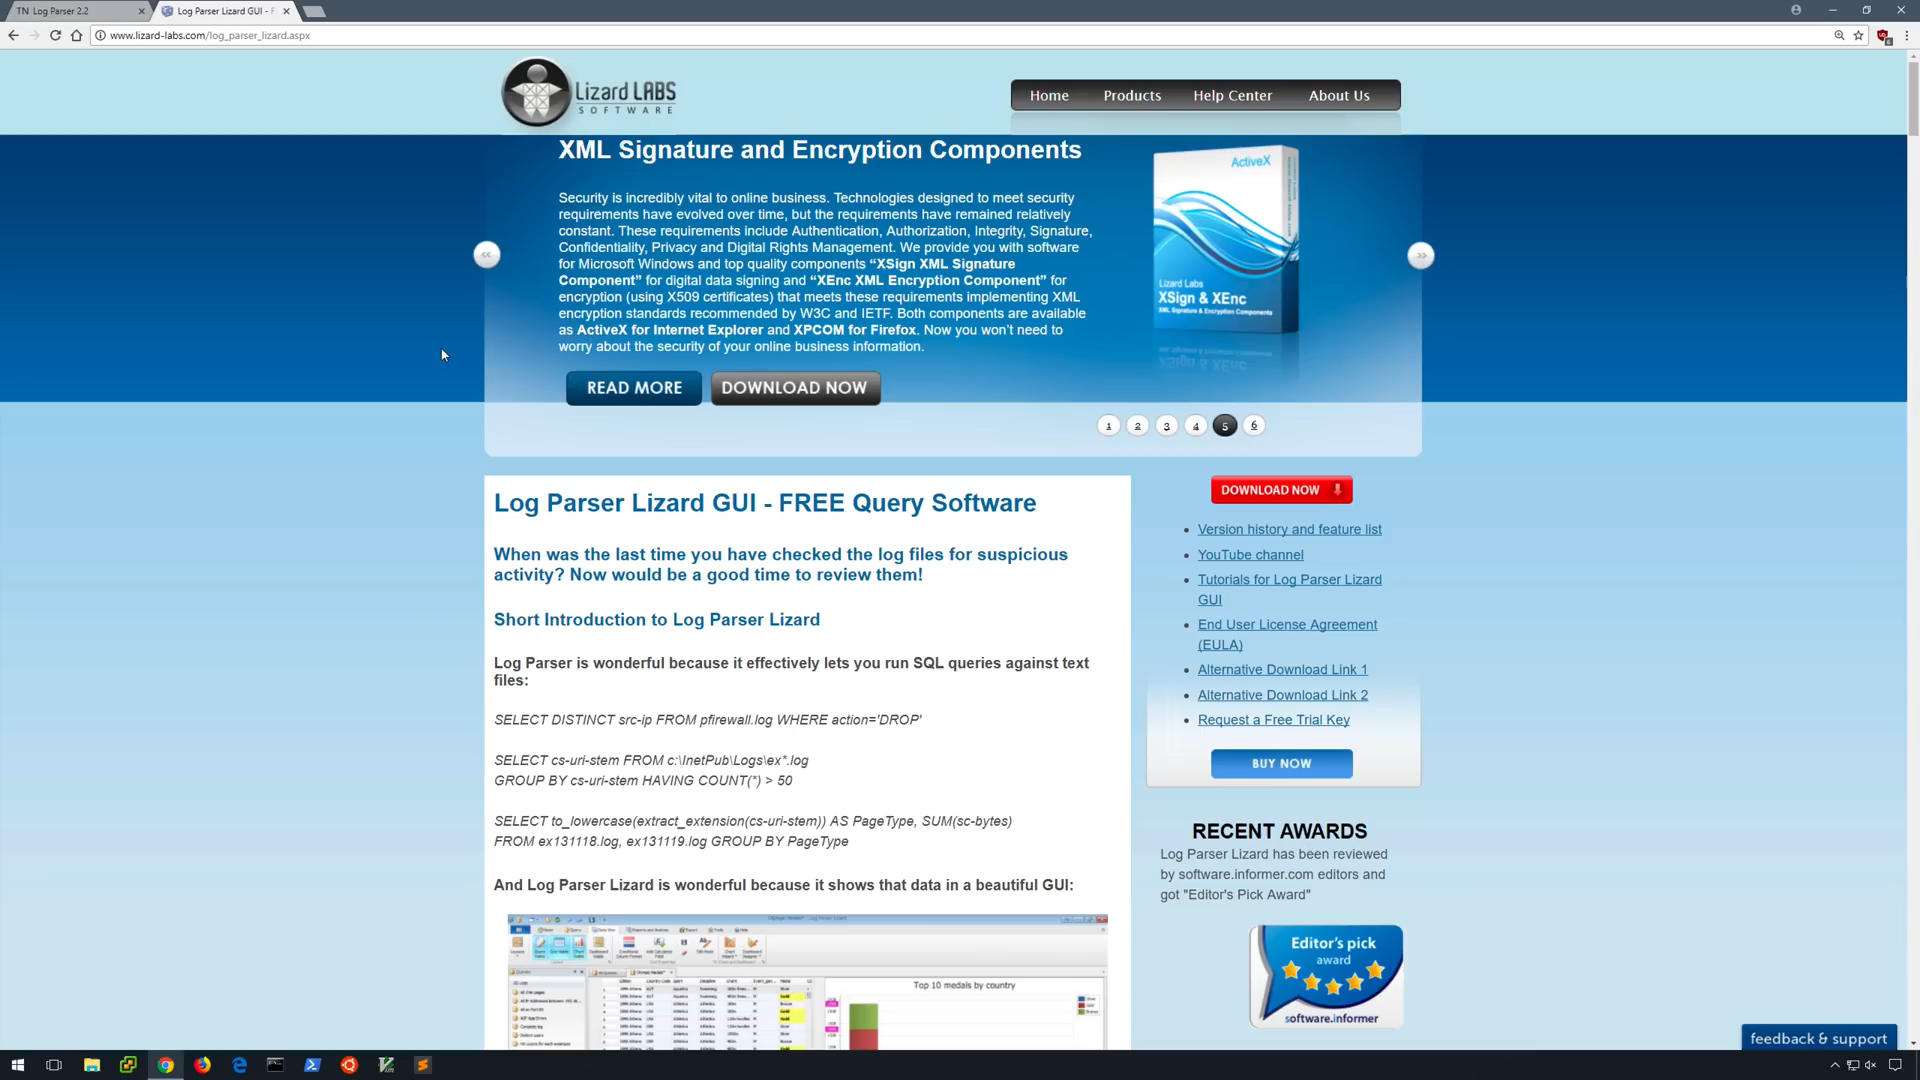 TN Log Parser 2.2
Log Parser Lizard GUI - F
www.lizard-labs.com/log_parser_lizard.aspx
Lizard LABS
SOFTWARE
Home
Products
Help Center
About Us
XML Signature and Encryption Components
Security is incredibly vital to online business. Technologies designed to meet security
requirements have evolved over time, but the requirements have remained relatively
constant. These requirements include Authentication, Authorization, Integrity, Signature,
Confidentiality, Privacy and Digital Rights Management. We provide you with software
for Microsoft Windows and top quality components “XSign XML Signature
Component” for digital data signing and “XEnc XML Encryption Component” for
encryption (using X509 certificates) that meets these requirements implementing XML
encryption standards recommended by W3C and IETF. Both components are available
as ActiveX for Internet Explorer and XPCOM for Firefox. Now you won’t need to
worry about the security of your online business information.
ActiveX
Lizard Labs
XSign & XEnc
XML Signature & Encryption Components
READ MORE
DOWNLOAD NOW
1 2 3 4 5 6
Log Parser Lizard GUI - FREE Query Software
When was the last time you have checked the log files for suspicious
activity? Now would be a good time to review them!
Short Introduction to Log Parser Lizard
Log Parser is wonderful because it effectively lets you run SQL queries against text
files:
SELECT DISTINCT src-ip FROM pfirewall.log WHERE action='DROP'
SELECT cs-uri-stem FROM c:\InetPub\Logs\ex*.log
GROUP BY cs-uri-stem HAVING COUNT(*) > 50
SELECT to_lowercase(extract_extension(cs-uri-stem)) AS PageType, SUM(sc-bytes)
FROM ex131118.log, ex131119.log GROUP BY PageType
And Log Parser Lizard is wonderful because it shows that data in a beautiful GUI:
Top 10 medals by country
DOWNLOAD NOW
Version history and feature list
YouTube channel
Tutorials for Log Parser Lizard
GUI
End User License Agreement
(EULA)
Alternative Download Link 1
Alternative Download Link 2
Request a Free Trial Key
BUY NOW
RECENT AWARDS
Log Parser Lizard has been reviewed
by software.informer.com editors and
got "Editor's Pick Award"
Editor's pick
award
software.informer
feedback & support